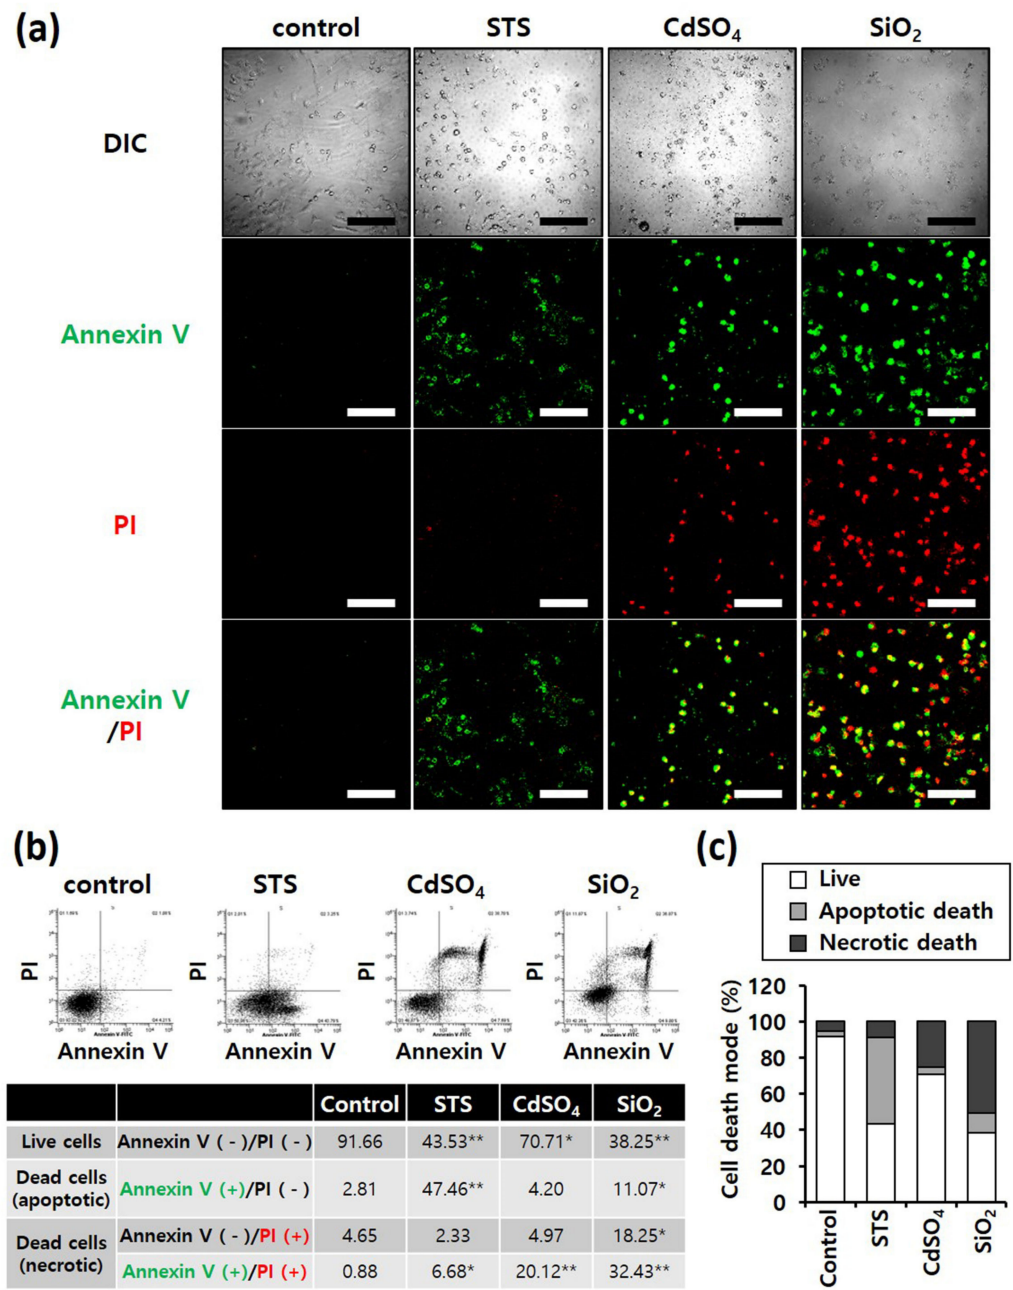 (a)
control STS CdSO4 SiO2
DIC
Annexin V
PI
Annexin V
/PI
(b)
control STS CdSO4 SiO2
PI PI PI PI
Annexin V Annexin V Annexin V Annexin V
Control STS CdSO4 SiO2
Live cells Annexin V ( - )/PI ( - ) 91.66 43.53** 70.71* 38.25**
Dead cells
(apoptotic) Annexin V (+)/PI ( - ) 2.81 47.46** 4.20 11.07*
Dead cells
(necrotic) Annexin V ( - )/PI (+) 4.65 2.33 4.97 18.25*
Annexin V (+)/PI (+) 0.88 6.68* 20.12** 32.43**
(c)
Live
Apoptotic death
Necrotic death
Cell death mode (%)
120
100
80
60
40
20
0
Control STS CdSO4 SiO2